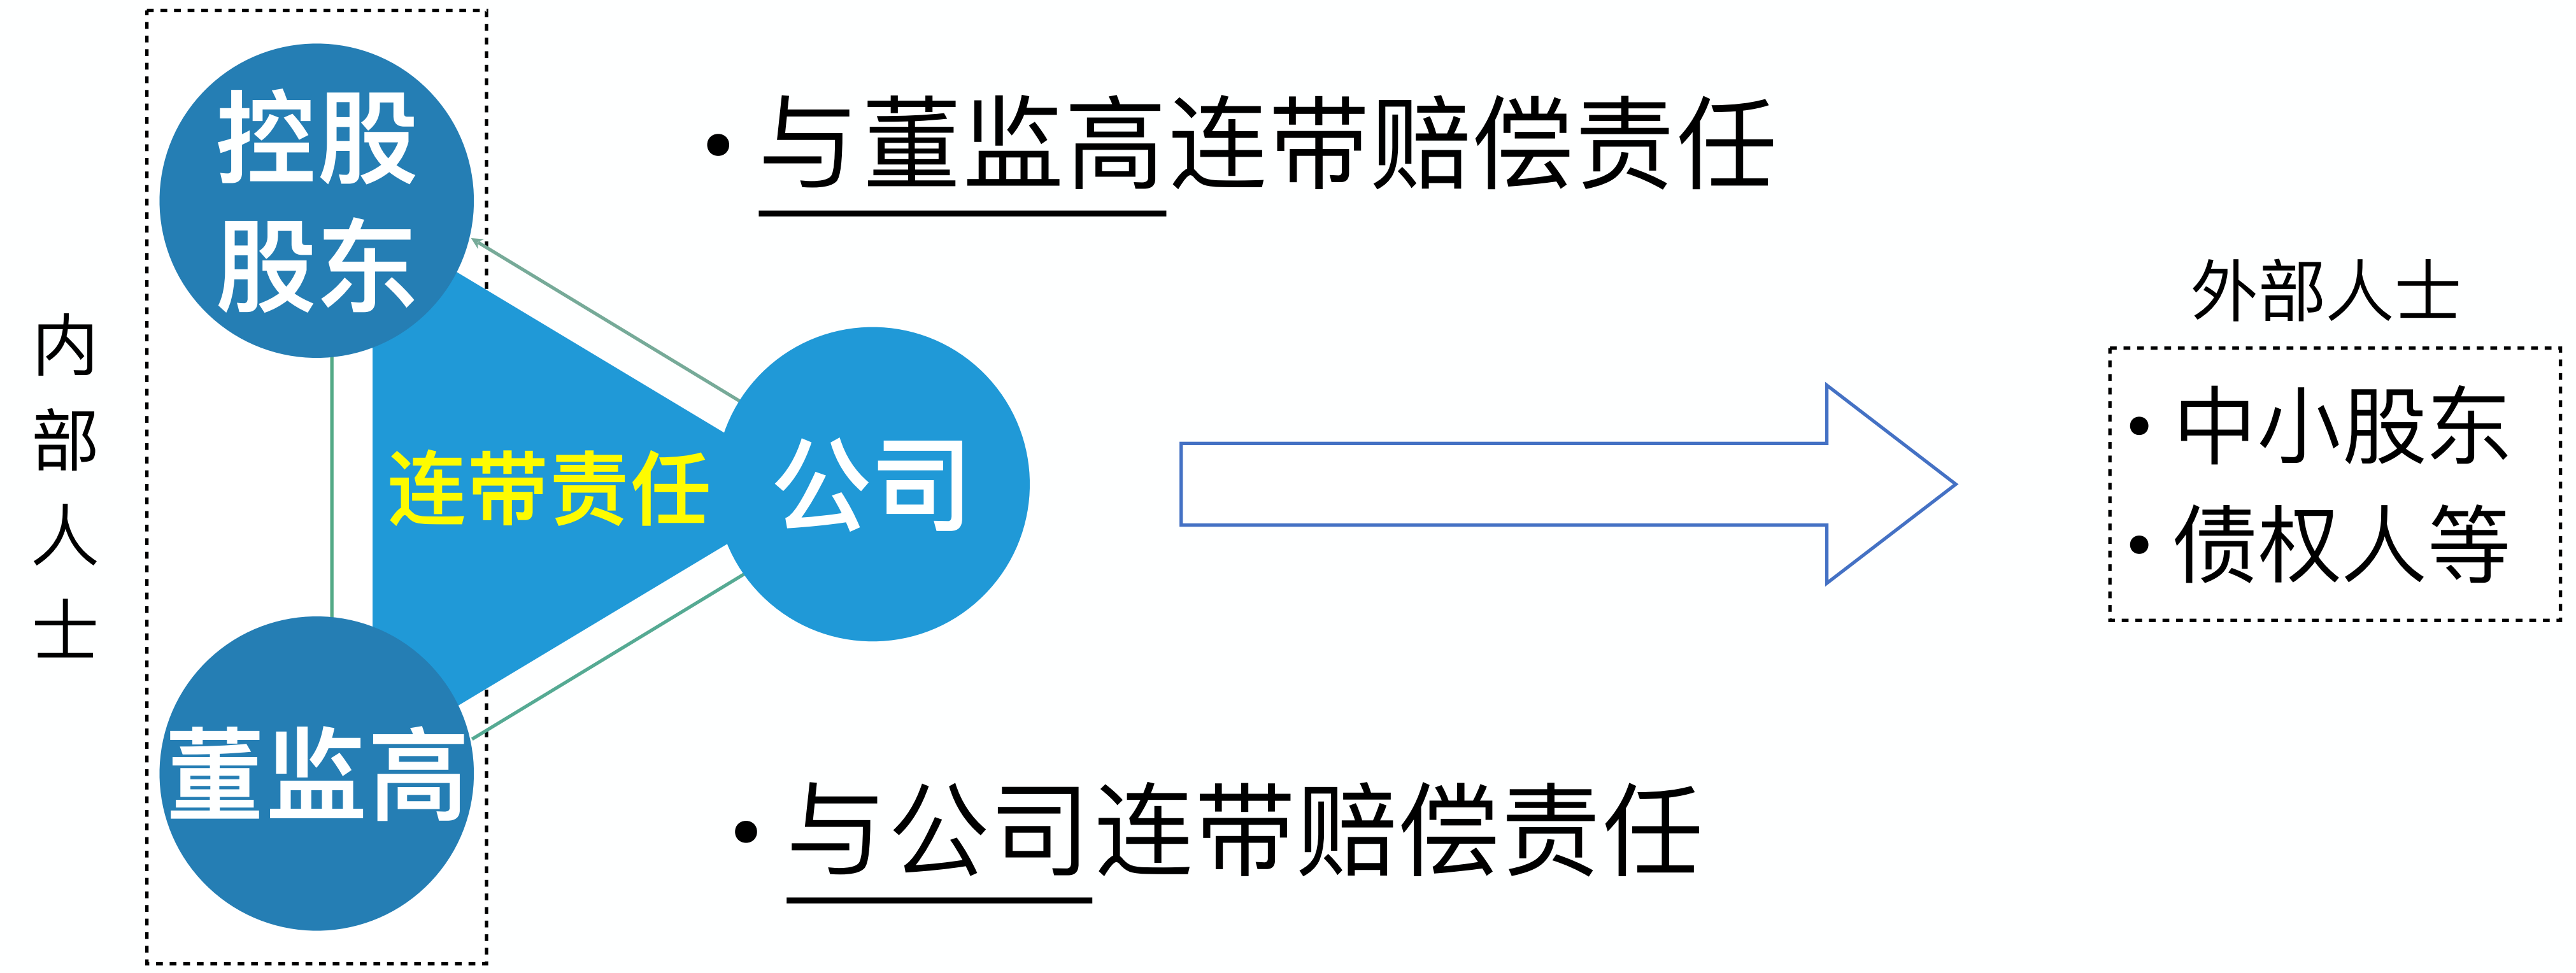 内
部
人
士
控股
股东
连带责任
公司
董监高
• 与董监高连带赔偿责任
• 与公司连带赔偿责任
外部人士
• 中小股东
• 债权人等